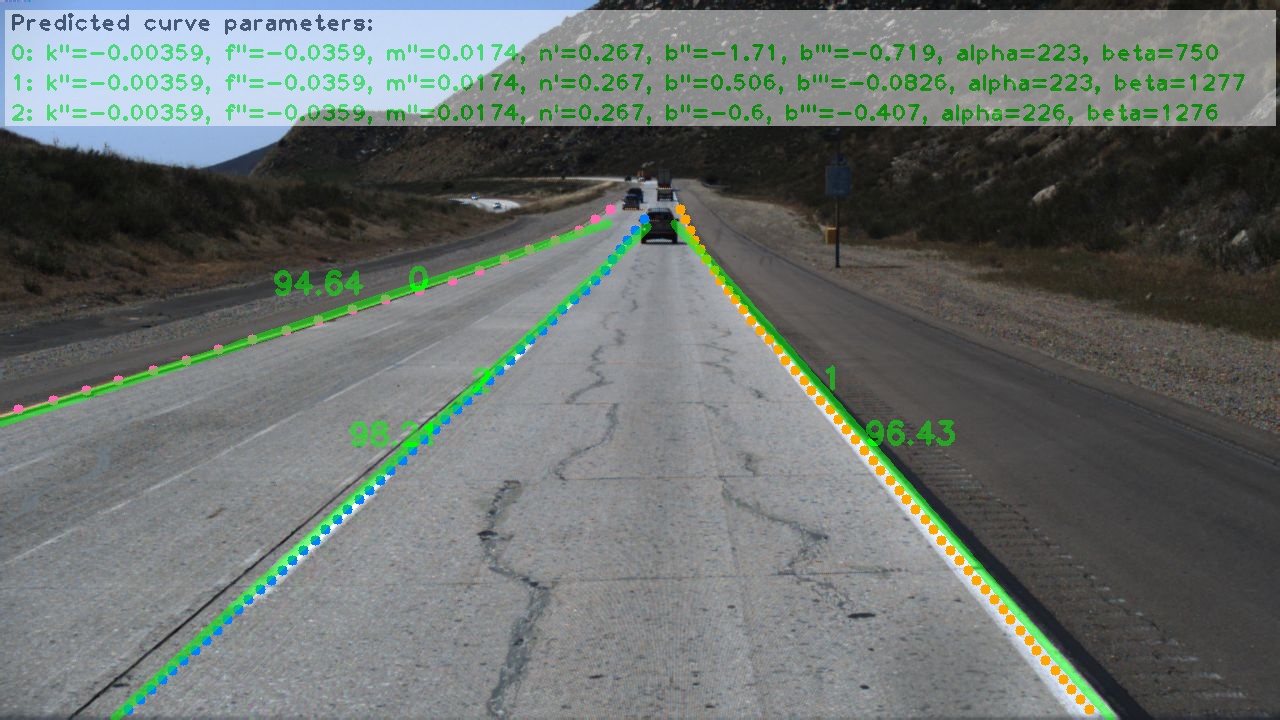 Predicted curve parameters:
0: k''=-0.00359, f''=-0.0359, m''=0.0174, n'=0.267, b''=-1.71, b'''=-0.719, alpha=223, beta=750
1: k''=-0.00359, f''=-0.0359, m''=0.0174, n'=0.267, b''=0.506, b'''=-0.0826, alpha=223, beta=1277
2: k''=-0.00359, f''=-0.0359, m''=0.0174, n'=0.267, b''=-0.6, b'''=-0.407, alpha=226, beta=1276
94.64 0
2 1
96.43